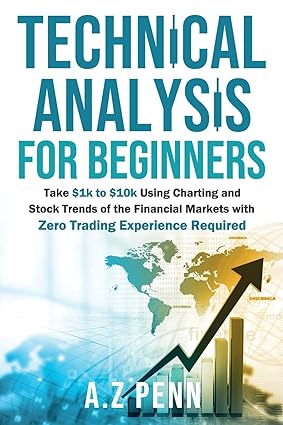 TECHNICAL
ANALYSIS
FOR BEGINNERS
Take $1k to $10k Using Charting and
Stock Trends of the Financial Markets with
Zero Trading Experience Required
A.Z PENN